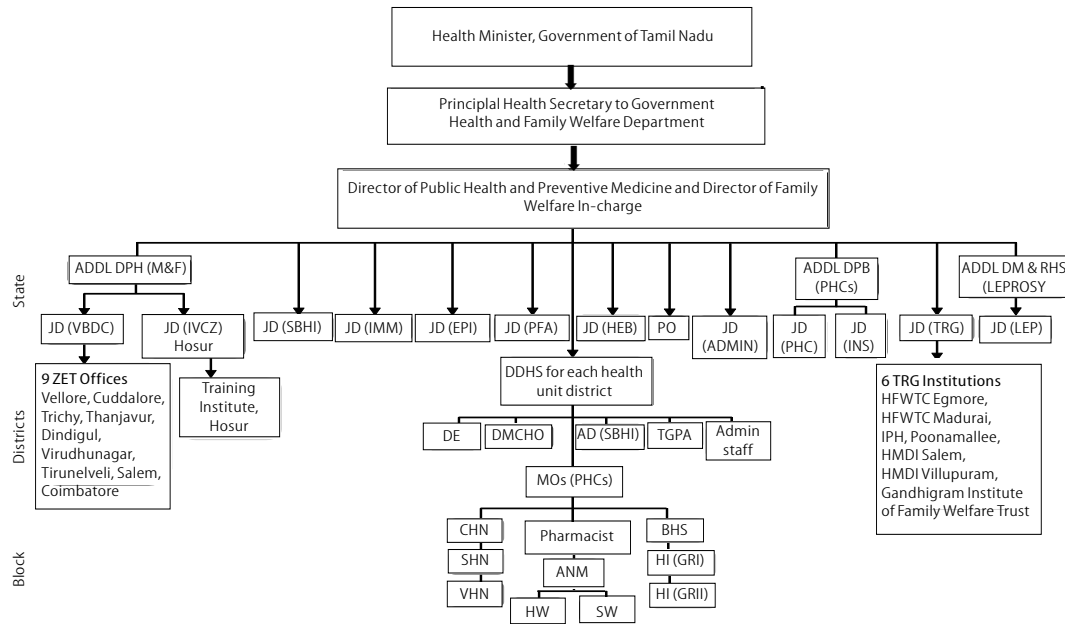 Health Minister, Government of Tamil Nadu
Principlal Health Secretary to Government
Health and Family Welfare Department
Director of Public Health and Preventive Medicine and Director of Family
Welfare In-charge
State
ADDL DPH (M&F)
ADDL DPB
(PHCs)
ADDL DM & RHS
(LEPROSY
JD (VBDC)
JD (IVCZ)
Hosur
JD (SBHI)
JD (IMM)
JD (EPI)
JD (PFA)
JD (HEB)
PO
JD
(ADMIN)
JD
(PHC)
JD
(INS)
JD (TRG)
JD (LEP)
Districts
9 ZET Offices
Vellore, Cuddalore,
Trichy, Thanjavur,
Dindigul,
Virudhunagar,
Tirunelveli, Salem,
Coimbatore
Training
Institute,
Hosur
DDHS for each health
unit district
6 TRG Institutions
HFWTC Egmore,
HFWTC Madurai,
IPH, Poonamallee,
HMDI Salem,
HMDI Villupuram,
Gandhigram Institute
of Family Welfare Trust
DE
DMCHO
AD (SBHI)
TGPA
Admin
staff
MOs (PHCs)
Block
CHN
Pharmacist
BHS
SHN
ANM
HI (GRI)
VHN
HW
SW
HI (GRII)